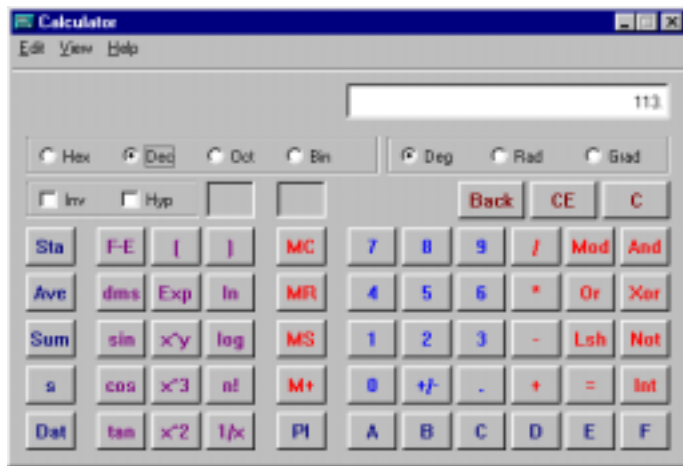 Calculator
Edit View Help
113.
Hex Dec Oct Bin Deg Rad Grad
Inv Hyp Back CE C
Sta F-E ( ) MC 7 8 9 / Mod And
Ave dms Exp ln MR 4 5 6 * Or Xor
Sum sin x^y log MS 1 2 3 - Lsh Not
s cos x^3 n! M+ 0 +/- . + = Int
Dat tan x^2 1/x PI A B C D E F